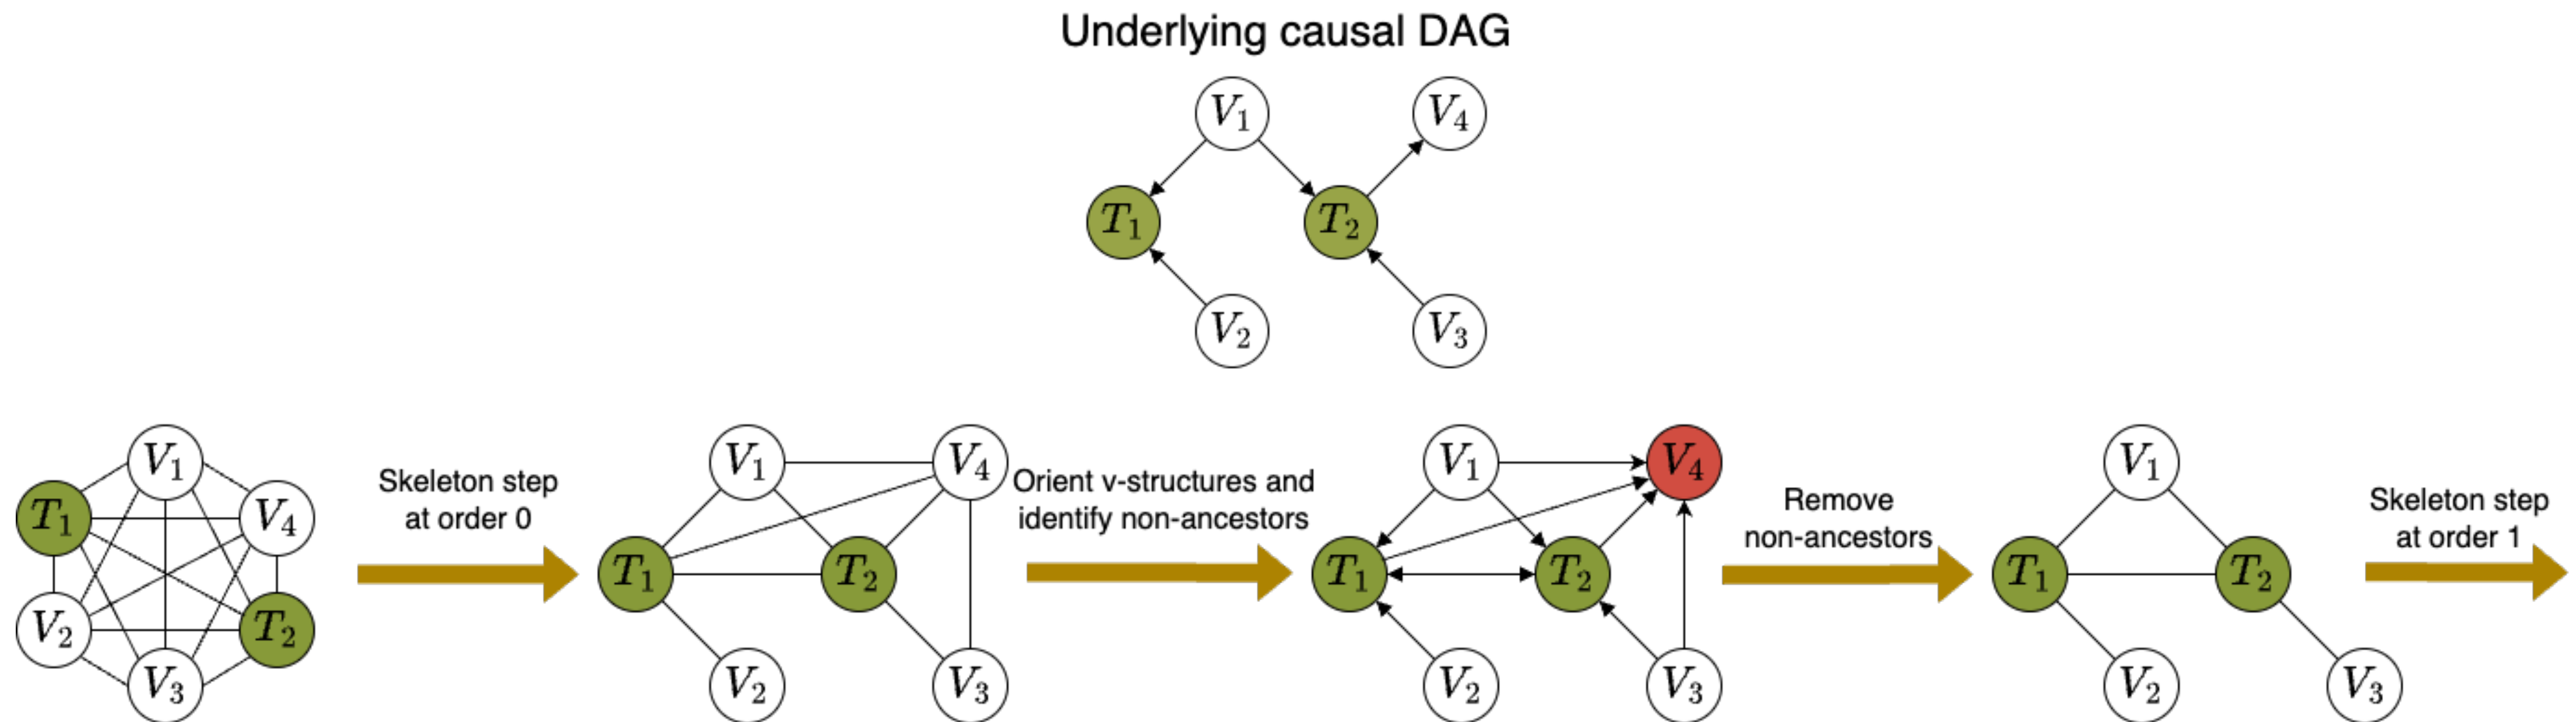 Underlying causal DAG
V₁
V₄
T₁
T₂
V₂
V₃
V₁
T₁
V₄
V₂
T₂
V₃
Skeleton step
at order 0
V₁
V₄
T₁
T₂
V₂
V₃
Orient v-structures and
identify non-ancestors
V₁
V₄
T₁
T₂
V₂
V₃
Remove
non-ancestors
V₁
T₁
T₂
V₂
V₃
Skeleton step
at order 1